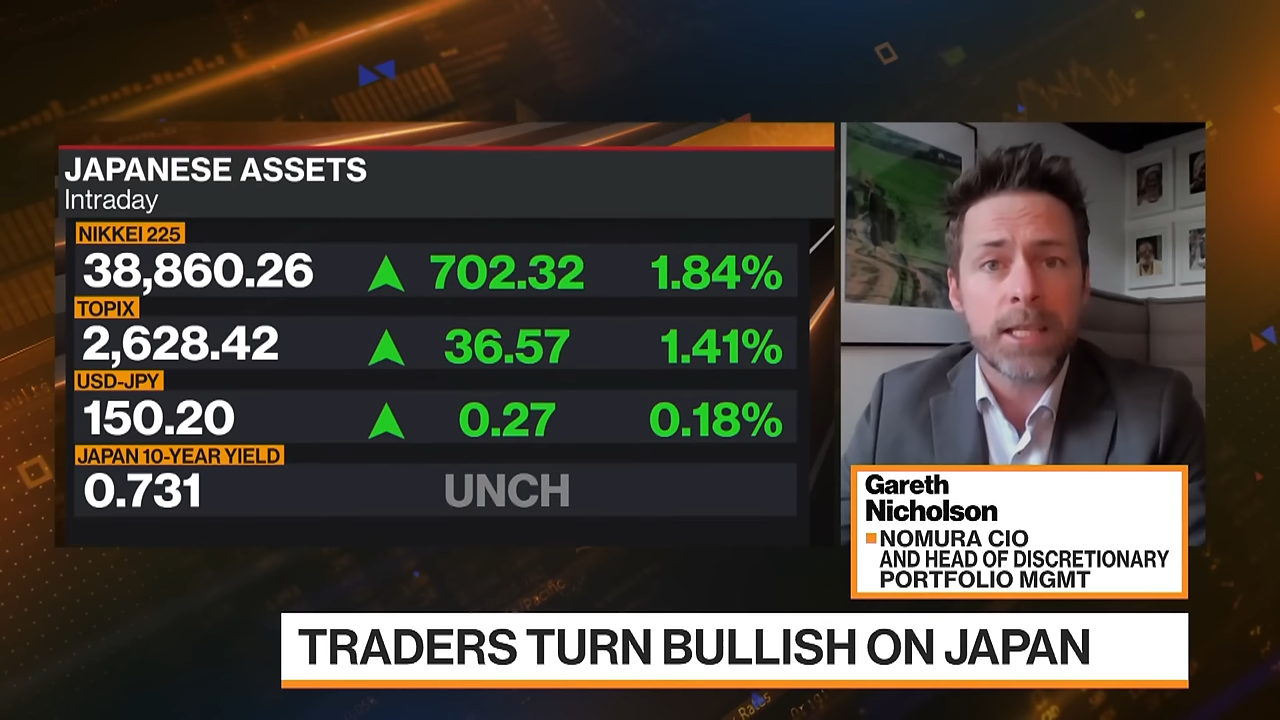 JAPANESE ASSETS
Intraday
NIKKEI 225
38,860.26 702.32 1.84%
TOPIX
2,628.42 36.57 1.41%
USD-JPY
150.20 0.27 0.18%
JAPAN 10-YEAR YIELD
0.731 UNCH
Gareth
Nicholson
NOMURA CIO
AND HEAD OF DISCRETIONARY
PORTFOLIO MGMT
TRADERS TURN BULLISH ON JAPAN
Rates